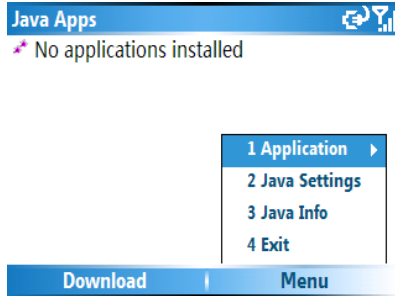 Java Apps
No applications installed
1 Application
2 Java Settings
3 Java Info
4 Exit
Download
Menu